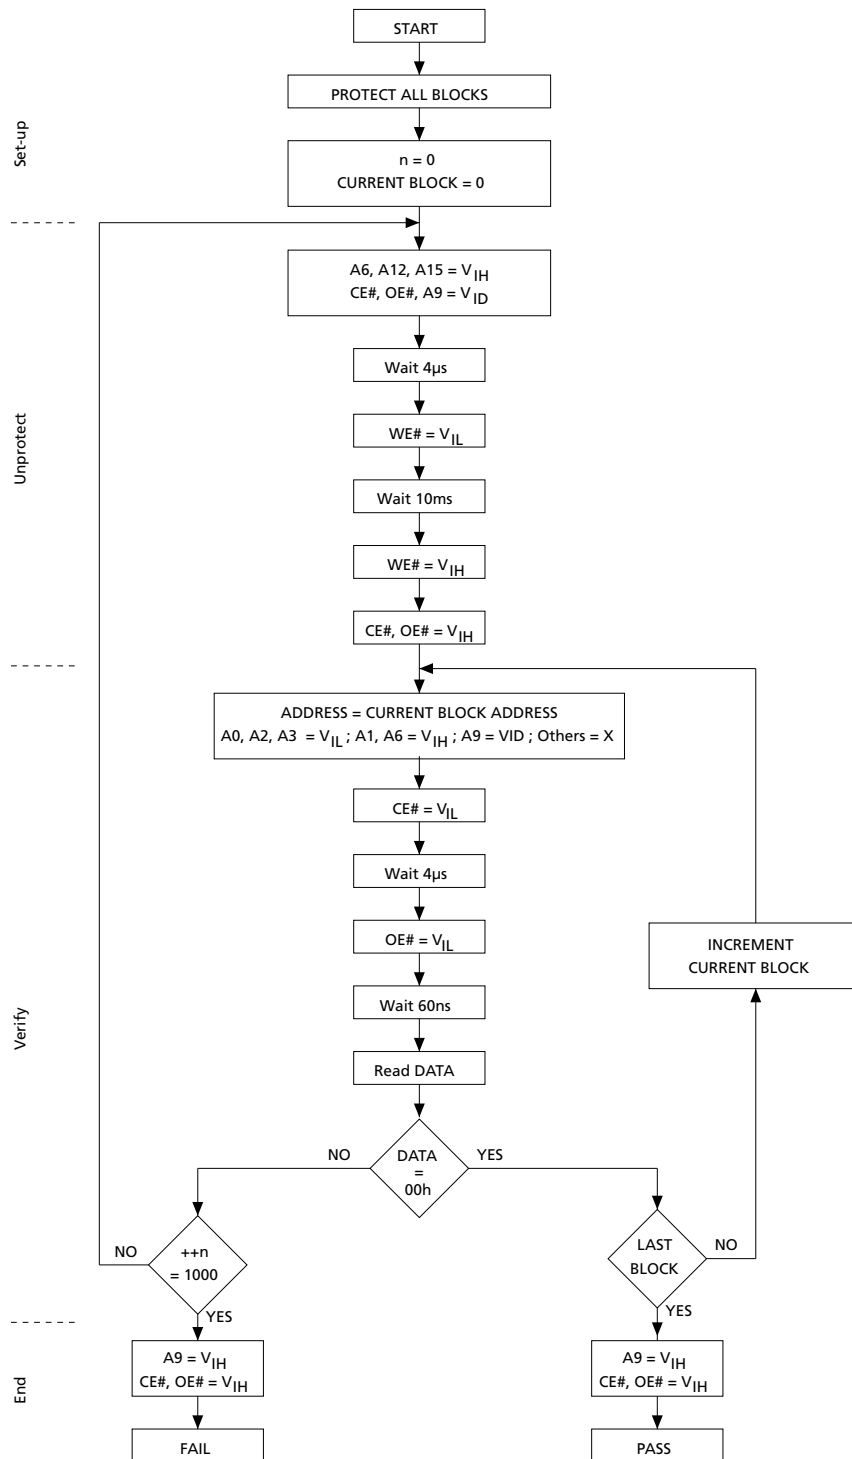 START
PROTECT ALL BLOCKS
Set-up
n = 0
CURRENT BLOCK = 0
A6, A12, A15 = VIH
CE#, OE#, A9 = VID
Wait 4µs
Unprotect
WE# = VIL
Wait 10ms
WE# = VIH
CE#, OE# = VIH
ADDRESS = CURRENT BLOCK ADDRESS
A0, A2, A3 = VIL ; A1, A6 = VIH ; A9 = VID ; Others = X
CE# = VIL
Wait 4µs
OE# = VIL
INCREMENT
CURRENT BLOCK
Wait 60ns
Verify
Read DATA
NO
DATA
=
00h
YES
NO
++n
= 1000
YES
LAST
BLOCK
NO
YES
End
A9 = VIH
CE#, OE# = VIH
A9 = VIH
CE#, OE# = VIH
FAIL
PASS